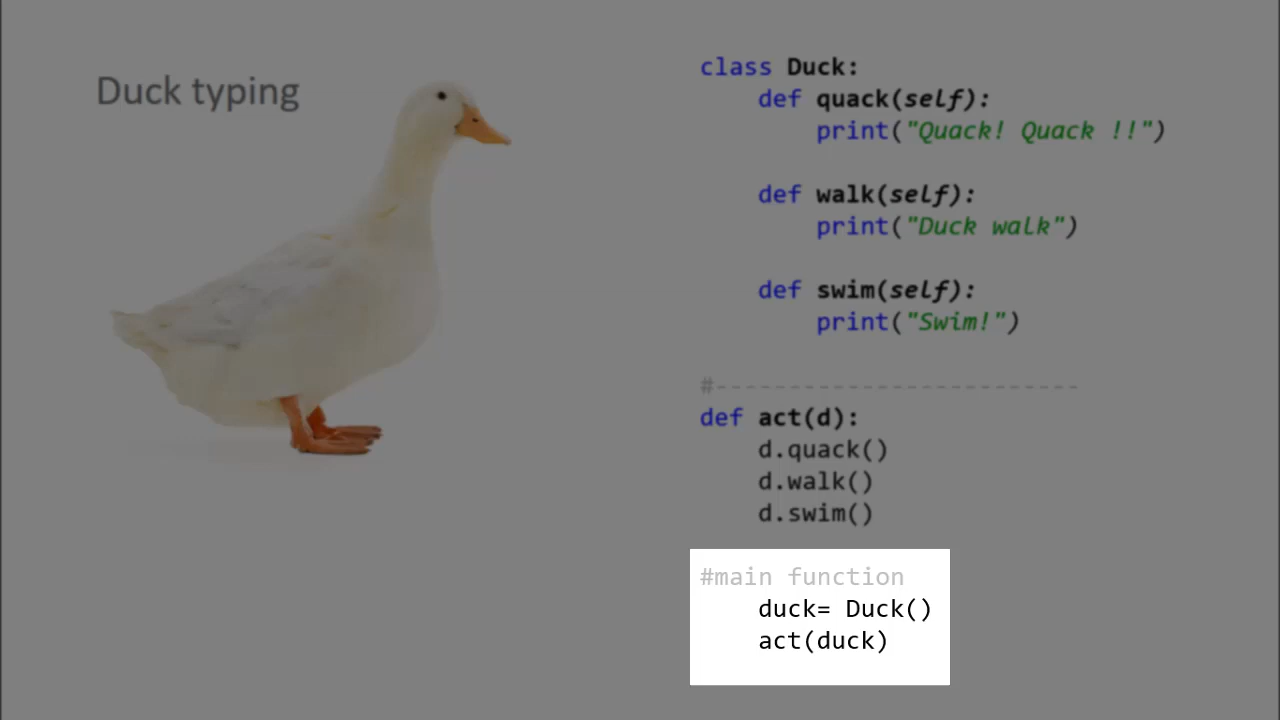 Duck typing
class Duck:
    def quack(self):
        print("Quack! Quack !!")
    def walk(self):
        print("Duck walk")
    def swim(self):
        print("Swim!")
#-------------------------
def act(d):
    d.quack()
    d.walk()
    d.swim()
#main function
    duck= Duck()
    act(duck)